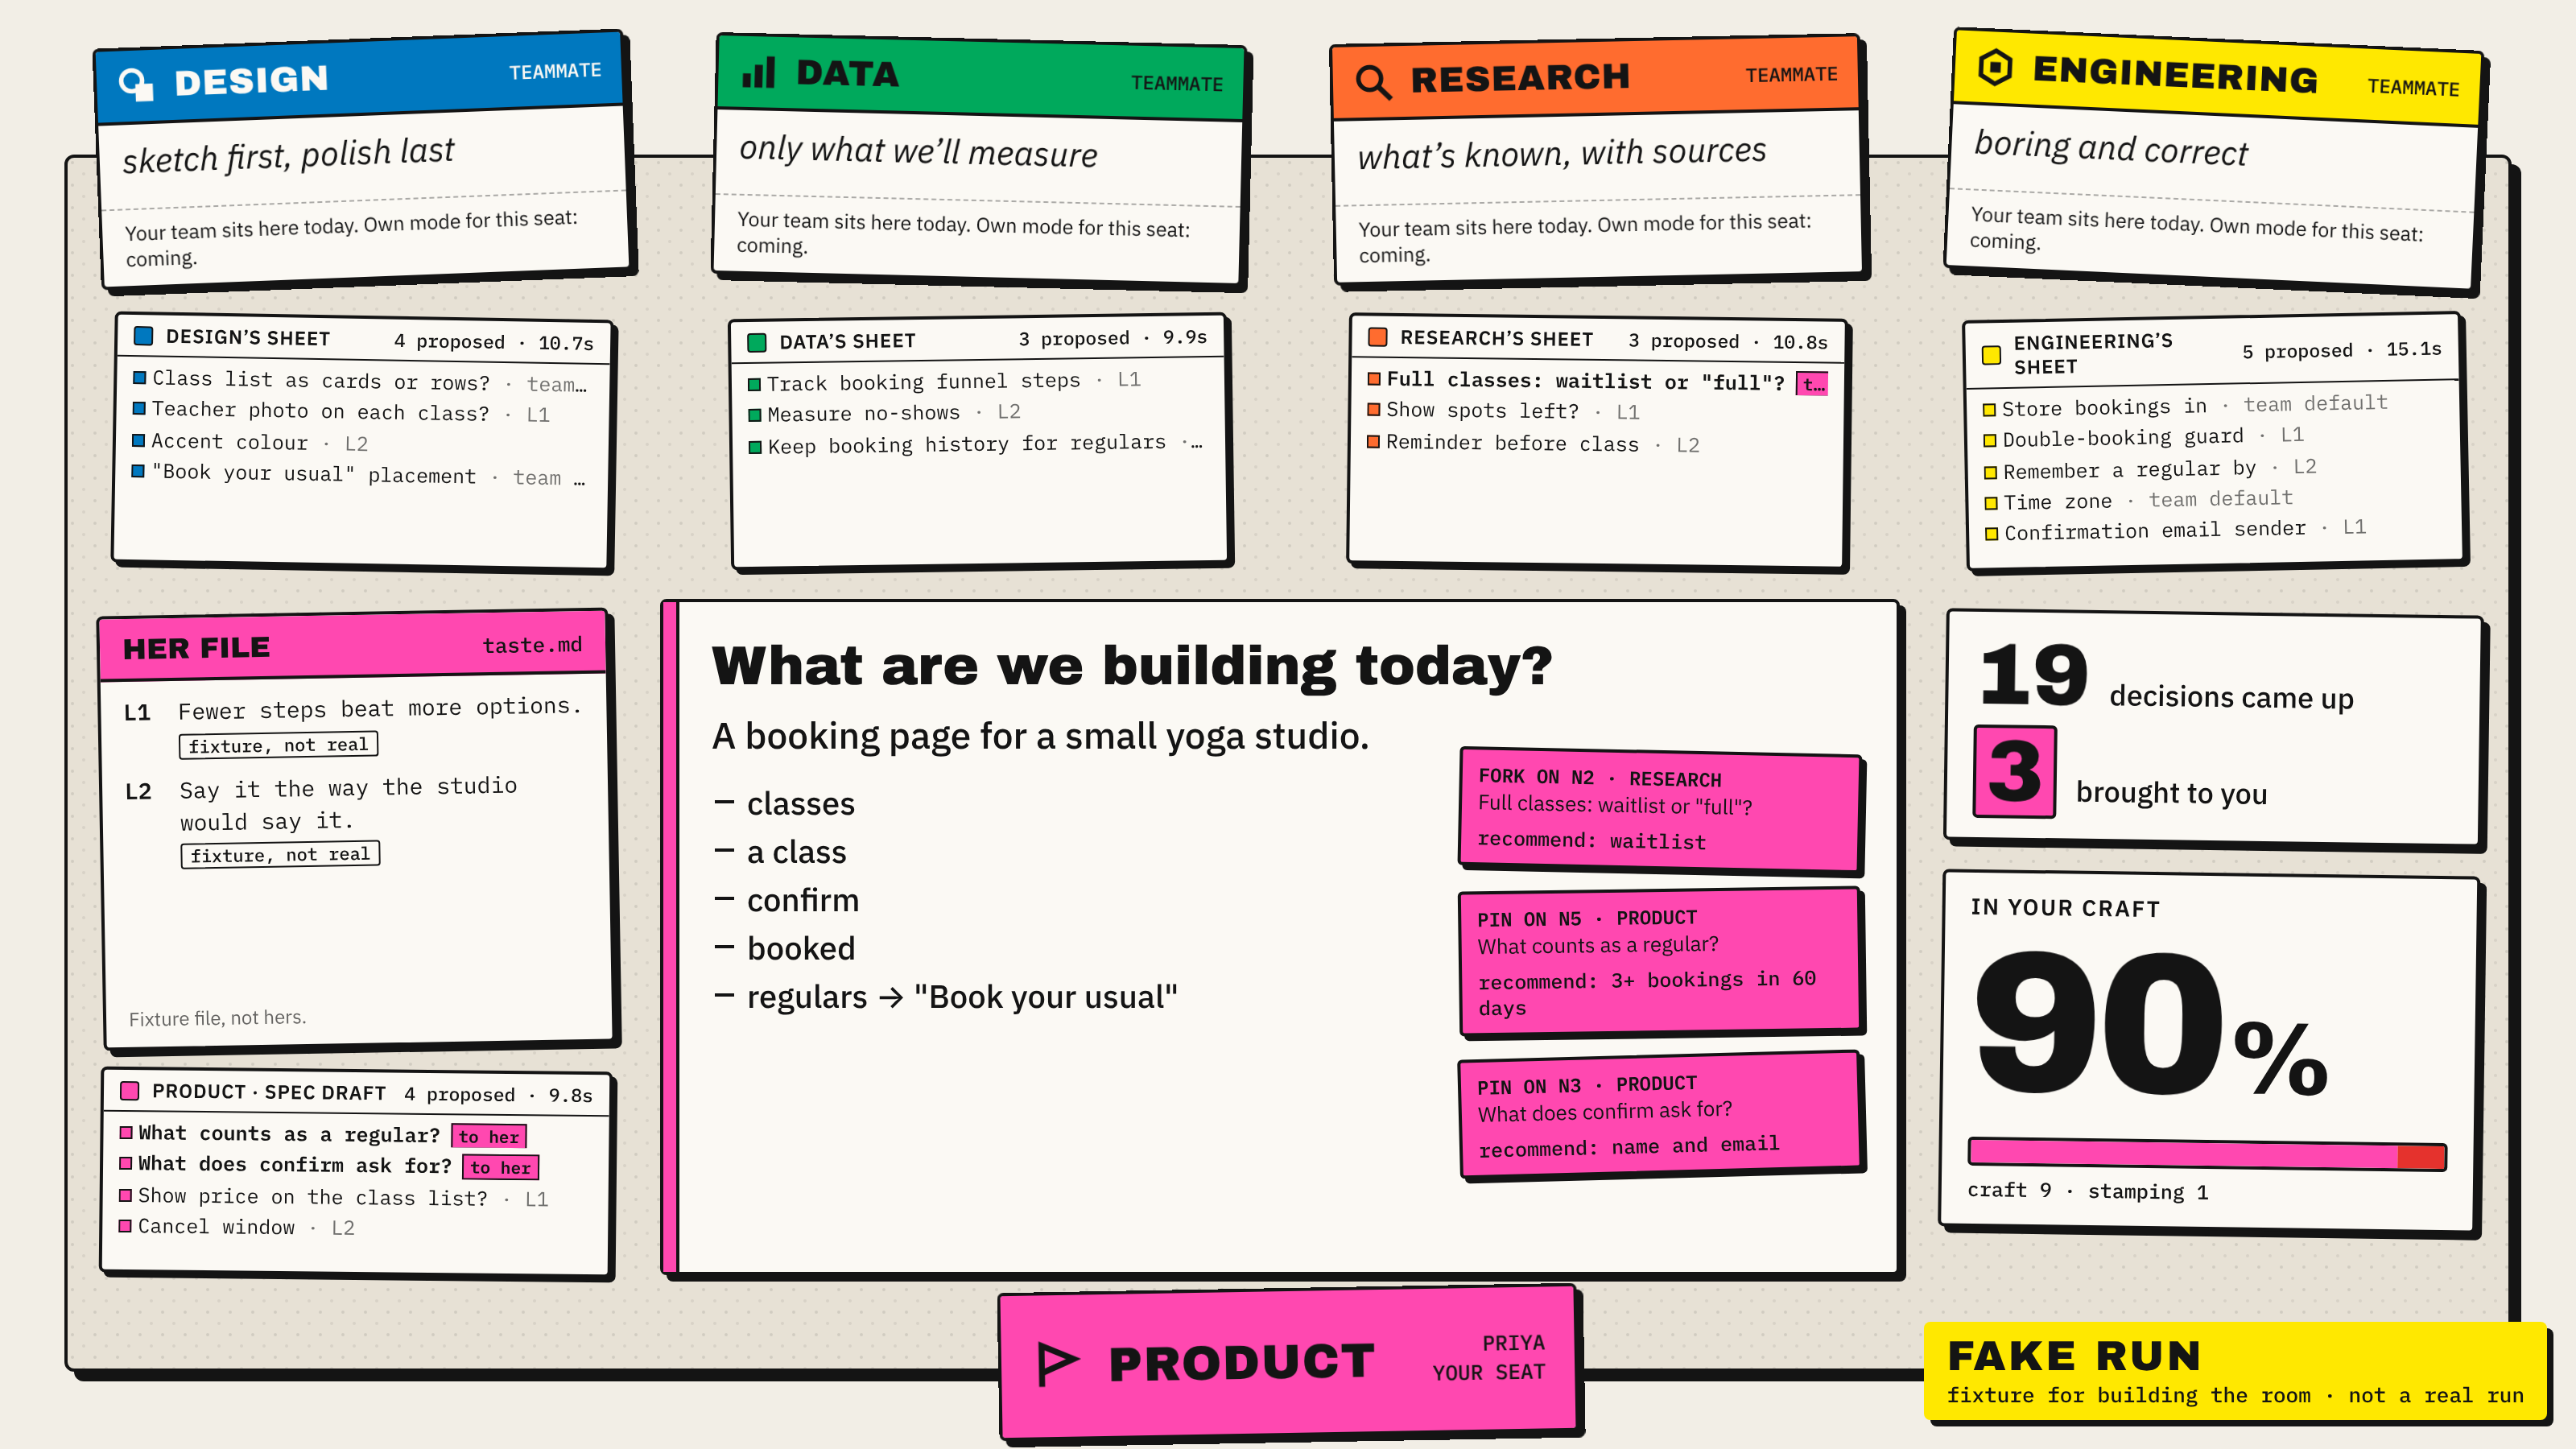 DESIGN
TEAMMATE
sketch first, polish last
Your team sits here today. Own mode for this seat:
coming.
DATA
TEAMMATE
only what we’ll measure
Your team sits here today. Own mode for this seat:
coming.
RESEARCH
TEAMMATE
what’s known, with sources
Your team sits here today. Own mode for this seat:
coming.
ENGINEERING
TEAMMATE
boring and correct
Your team sits here today. Own mode for this seat:
coming.
DESIGN’S SHEET 4 proposed · 10.7s
Class list as cards or rows? · team…
Teacher photo on each class? · L1
Accent colour · L2
"Book your usual" placement · team …
DATA’S SHEET 3 proposed · 9.9s
Track booking funnel steps · L1
Measure no-shows · L2
Keep booking history for regulars ·…
RESEARCH’S SHEET 3 proposed · 10.8s
Full classes: waitlist or "full"? t…
Show spots left? · L1
Reminder before class · L2
ENGINEERING’S
SHEET
5 proposed · 15.1s
Store bookings in · team default
Double-booking guard · L1
Remember a regular by · L2
Time zone · team default
Confirmation email sender · L1
HER FILE taste.md
L1 Fewer steps beat more options.
fixture, not real
L2 Say it the way the studio
would say it.
fixture, not real
Fixture file, not hers.
PRODUCT · SPEC DRAFT 4 proposed · 9.8s
What counts as a regular? to her
What does confirm ask for? to her
Show price on the class list? · L1
Cancel window · L2
What are we building today?
A booking page for a small yoga studio.
– classes
– a class
– confirm
– booked
– regulars → "Book your usual"
FORK ON N2 · RESEARCH
Full classes: waitlist or "full"?
recommend: waitlist
PIN ON N5 · PRODUCT
What counts as a regular?
recommend: 3+ bookings in 60
days
PIN ON N3 · PRODUCT
What does confirm ask for?
recommend: name and email
19 decisions came up
3 brought to you
IN YOUR CRAFT
90%
craft 9 · stamping 1
PRODUCT
PRIYA
YOUR SEAT
FAKE RUN
fixture for building the room · not a real run